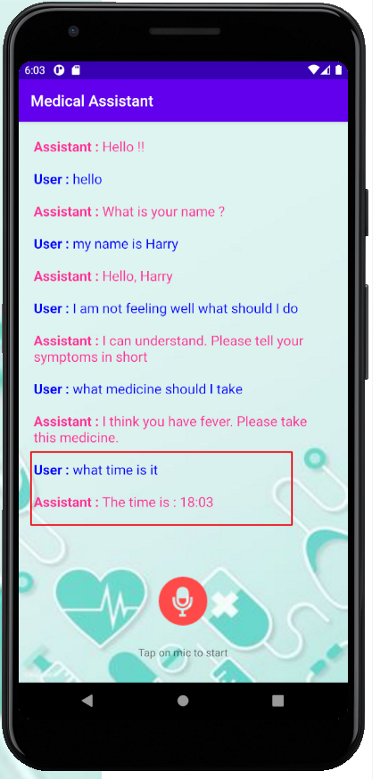 6:03
Medical Assistant
Assistant : Hello !!
User : hello
Assistant : What is your name ?
User : my name is Harry
Assistant : Hello, Harry
User : I am not feeling well what should I do
Assistant : I can understand. Please tell your
symptoms in short
User : what medicine should I take
Assistant : I think you have fever. Please take
this medicine.
User : what time is it
Assistant : The time is : 18:03
Tap on mic to start